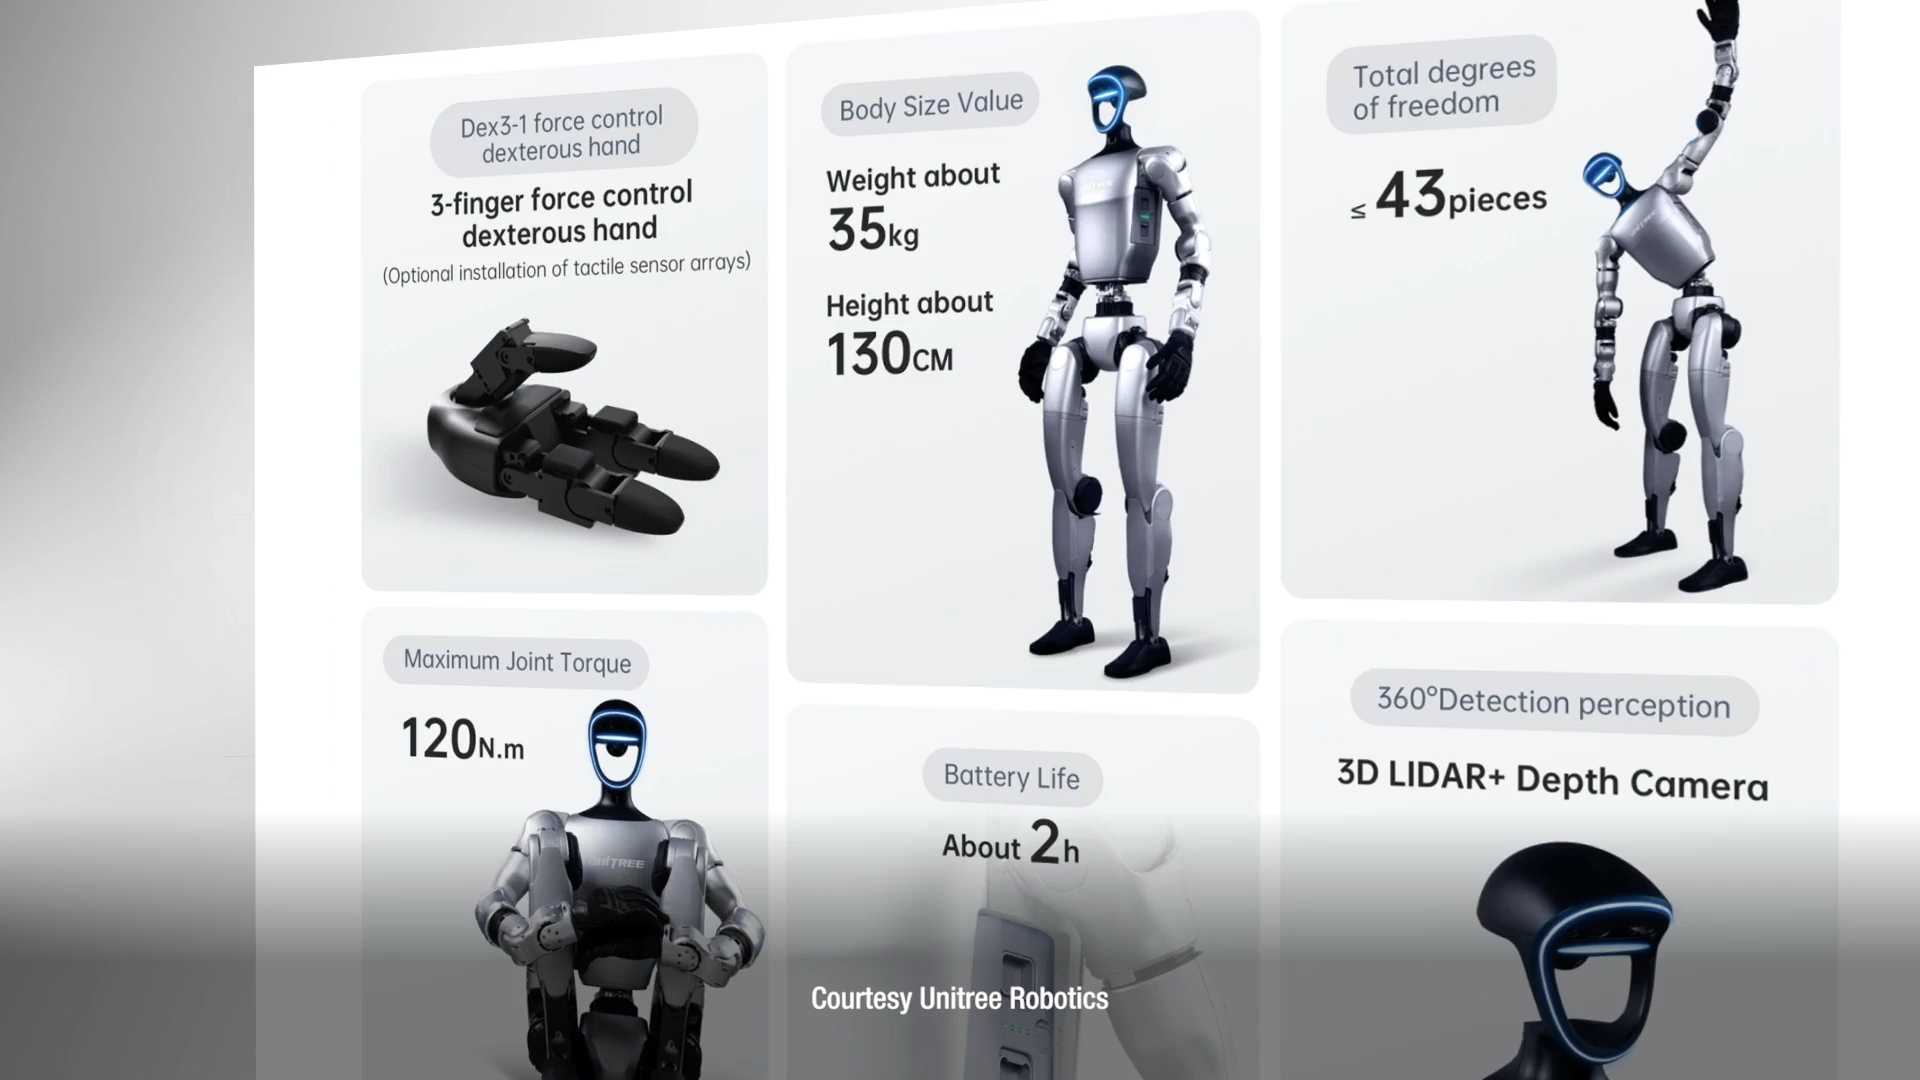 Dex3-1 force control
dexterous hand
3-finger force control
dexterous hand
(Optional installation of tactile sensor arrays)
Body Size Value
Weight about
35kg
Height about
130CM
Total degrees
of freedom
≤ 43pieces
Maximum Joint Torque
120N.m
UNITREE
Battery Life
About 2h
360°Detection perception
3D LIDAR+ Depth Camera
Courtesy Unitree Robotics